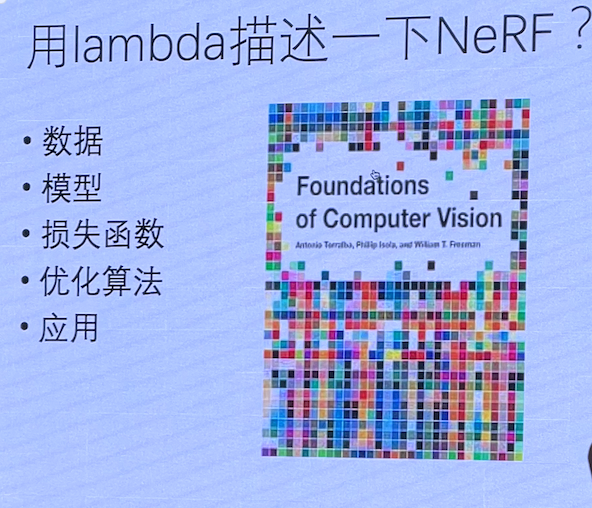 用lambda描述一下NeRF？
• 数据
• 模型
• 损失函数
• 优化算法
• 应用
Foundations
of Computer Vision
Antonio Torralba, Phillip Isola, and William T. Freeman